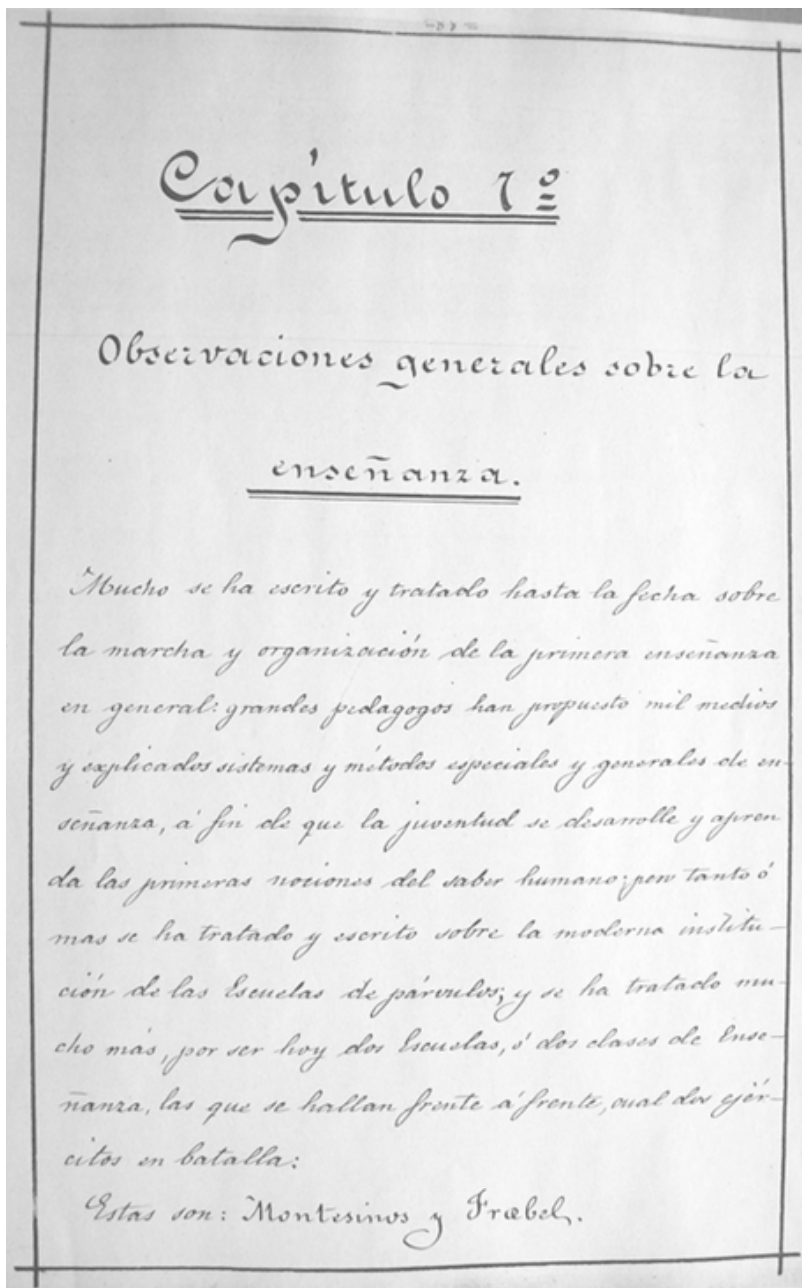 Capítulo 1º
Observaciones generales sobre la
enseñanza.
Mucho se ha escrito y tratado hasta la fecha sobre
la marcha y organización de la primera enseñanza
en general: grandes pedagogos han propuesto mil medios
y explicados sistemas y métodos especiales y generales de en-
señanza, á fin de que la juventud se desarrolle y apren
da las primeras nociones del saber humano; pero tanto ó
mas se ha tratado y escrito sobre la moderna institu-
ción de las Escuelas de párvulos; y se ha tratado mu-
cho más, por ser hoy dos Escuelas, ó dos clases de Ense-
ñanza, las que se hallan frente á frente, cual dos ejér-
citos en batalla:
Estas son: Montesinos y Frœbel.